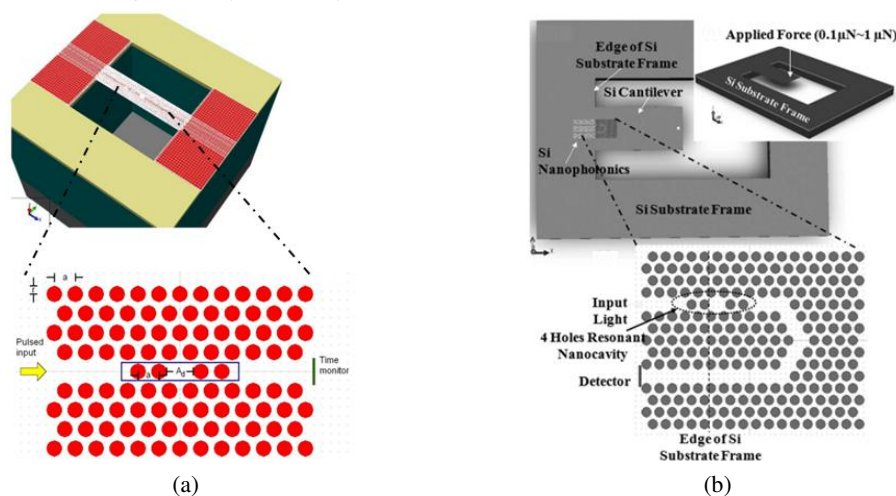 a
r
Pulsed
input
a
A_d
Time
monitor
(a)
Edge of Si
Substrate Frame
Si Cantilever
Si
Nanophotonics
Si Substrate Frame
Applied Force (0.1μN~1 μN)
Si Substrate Frame
Input
Light
4 Holes Resonant
Nanocavity
Detector
Edge of Si
Substrate Frame
(b)